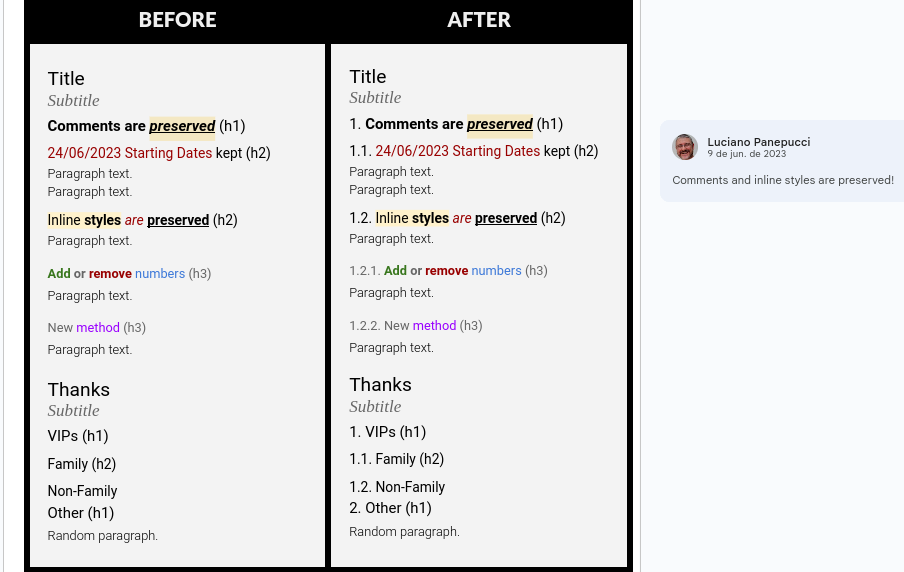 BEFORE
Title
Subtitle
Comments are preserved (h1)
24/06/2023 Starting Dates kept (h2)
Paragraph text.
Paragraph text.
Inline styles are preserved (h2)
Paragraph text.
Add or remove numbers (h3)
Paragraph text.
New method (h3)
Paragraph text.
Thanks
Subtitle
VIPs (h1)
Family (h2)
Non-Family
Other (h1)
Random paragraph.
AFTER
Title
Subtitle
1. Comments are preserved (h1)
1.1. 24/06/2023 Starting Dates kept (h2)
Paragraph text.
Paragraph text.
1.2. Inline styles are preserved (h2)
Paragraph text.
1.2.1. Add or remove numbers (h3)
Paragraph text.
1.2.2. New method (h3)
Paragraph text.
Thanks
Subtitle
1. VIPs (h1)
1.1. Family (h2)
1.2. Non-Family
2. Other (h1)
Random paragraph.
Luciano Panepucci
9 de jun. de 2023
Comments and inline styles are preserved!